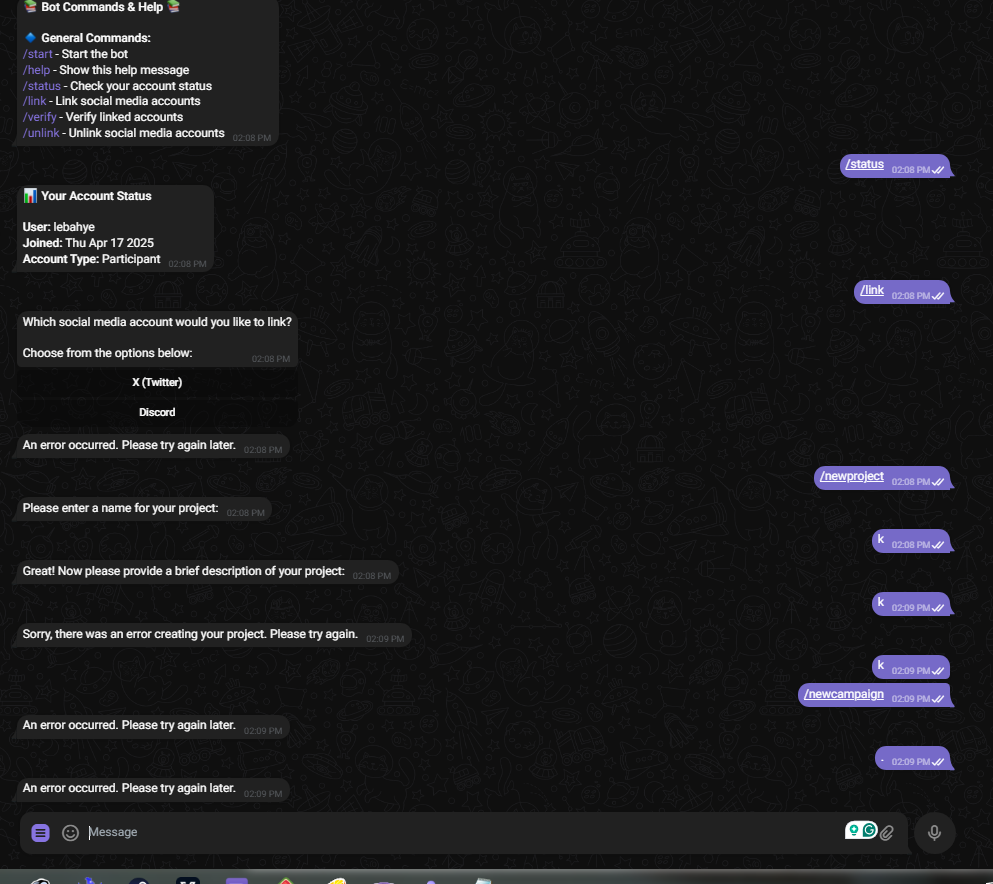 📚 Bot Commands & Help 📚
🔹 General Commands:
/start - Start the bot
/help - Show this help message
/status - Check your account status
/link - Link social media accounts
/verify - Verify linked accounts
/unlink - Unlink social media accounts 02:08 PM
/status 02:08 PM
📊 Your Account Status
User: lebahye
Joined: Thu Apr 17 2025
Account Type: Participant 02:08 PM
/link 02:08 PM
Which social media account would you like to link?
Choose from the options below: 02:08 PM
X (Twitter)
Discord
An error occurred. Please try again later. 02:08 PM
/newproject 02:08 PM
Please enter a name for your project: 02:08 PM
k 02:08 PM
Great! Now please provide a brief description of your project: 02:08 PM
k 02:09 PM
Sorry, there was an error creating your project. Please try again. 02:09 PM
k 02:09 PM
/newcampaign 02:09 PM
An error occurred. Please try again later. 02:09 PM
. 02:09 PM
An error occurred. Please try again later. 02:09 PM
Message